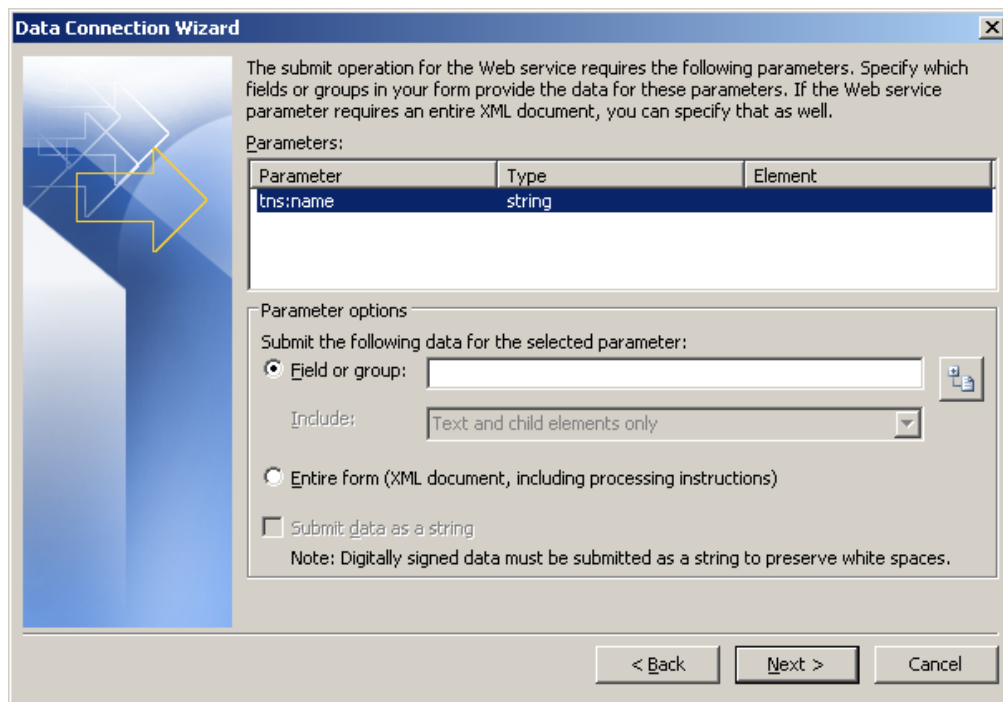 Data Connection Wizard
The submit operation for the Web service requires the following parameters. Specify which
fields or groups in your form provide the data for these parameters. If the Web service
parameter requires an entire XML document, you can specify that as well.
Parameters:
Parameter Type Element
tns:name string
Parameter options
Submit the following data for the selected parameter:
Field or group:
Include: Text and child elements only
Entire form (XML document, including processing instructions)
Submit data as a string
Note: Digitally signed data must be submitted as a string to preserve white spaces.
< Back Next > Cancel